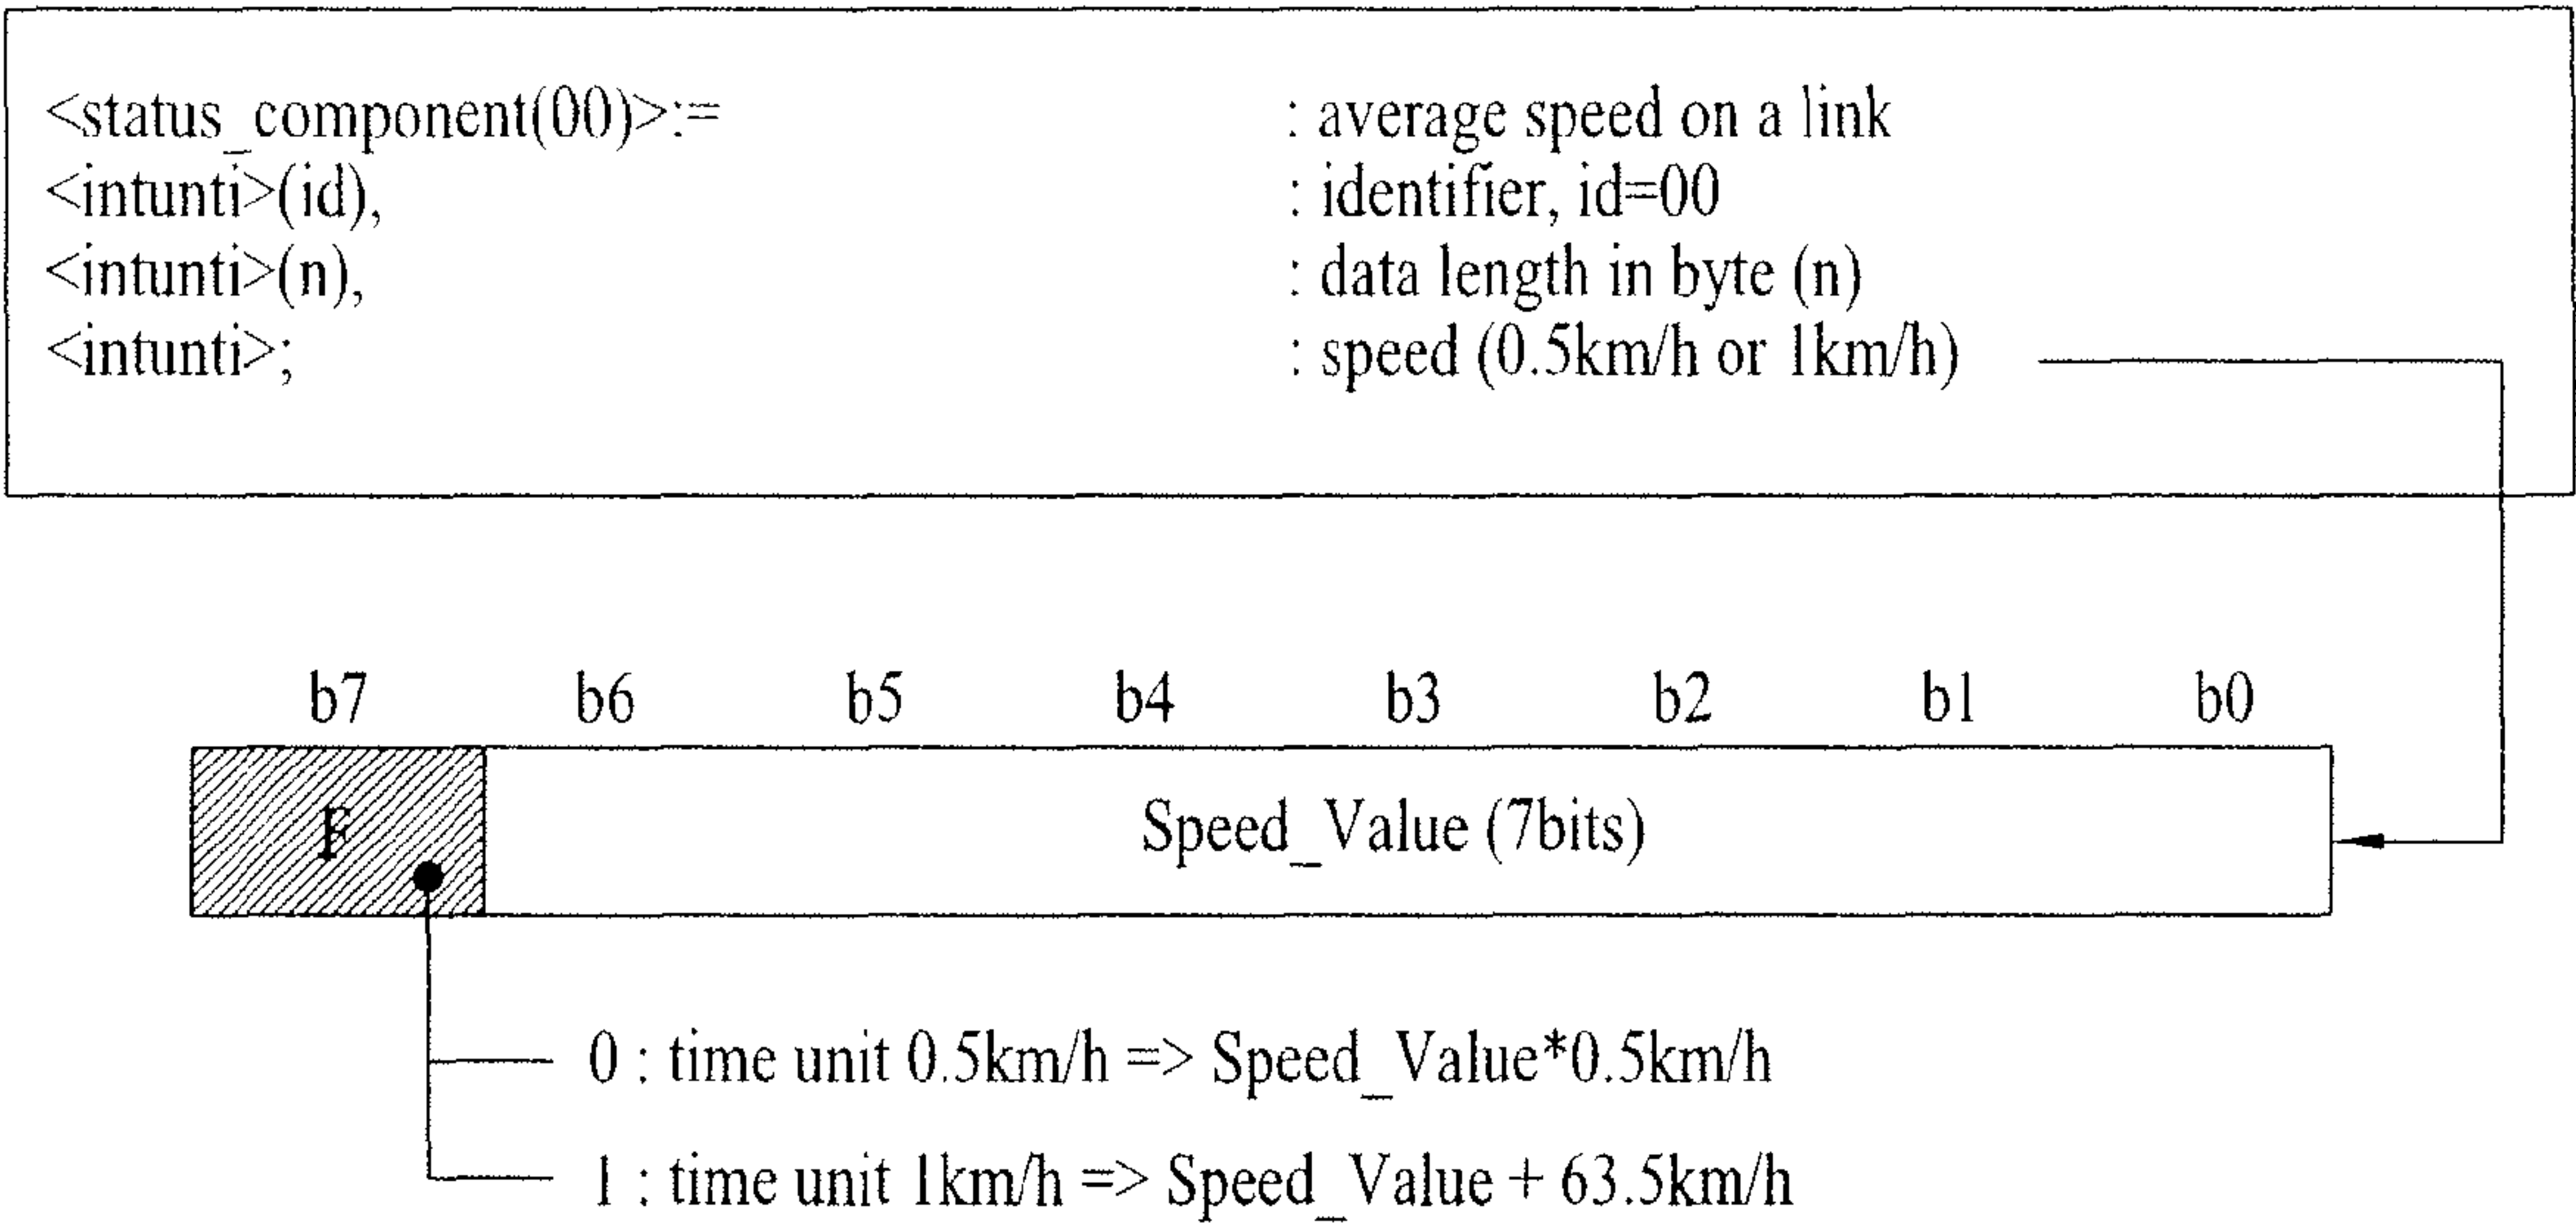 <status_component(00)>:= : average speed on a link
<intunti>(id), : identifier, id=00
<intunti>(n), : data length in byte (n)
<intunti>; : speed (0.5km/h or 1km/h)
b7 b6 b5 b4 b3 b2 b1 b0
F Speed_Value (7bits)
0 : time unit 0.5km/h => Speed_Value*0.5km/h
1 : time unit 1km/h => Speed_Value + 63.5km/h